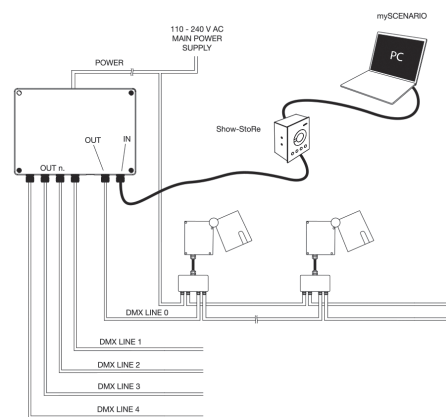 mySCENARIO
110 - 240 V AC
MAIN POWER
SUPPLY
PC
POWER
Show-StoRe
OUT
IN
OUT n.
DMX LINE 0
DMX LINE 1
DMX LINE 2
DMX LINE 3
DMX LINE 4